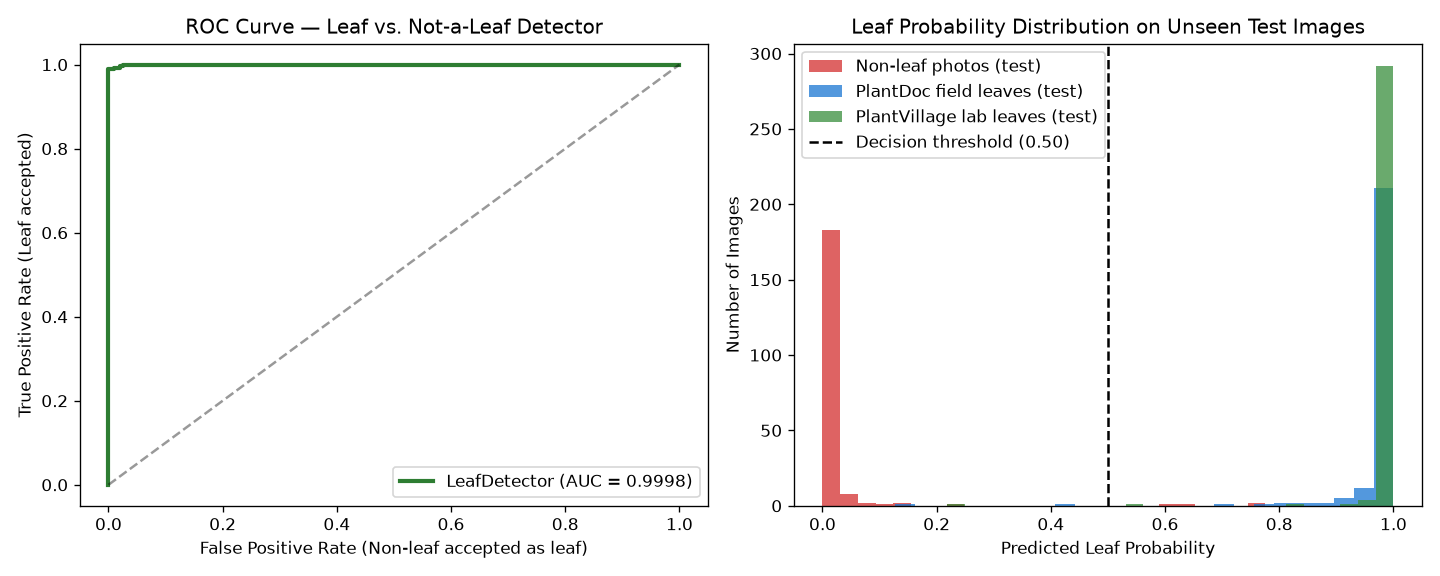 ROC Curve — Leaf vs. Not-a-Leaf Detector
True Positive Rate (Leaf accepted)
1.0
0.8
0.6
0.4
0.2
0.0
LeafDetector (AUC = 0.9998)
0.0 0.2 0.4 0.6 0.8 1.0
False Positive Rate (Non-leaf accepted as leaf)
Leaf Probability Distribution on Unseen Test Images
Number of Images
300
250
200
150
100
50
0
Non-leaf photos (test)
PlantDoc field leaves (test)
PlantVillage lab leaves (test)
Decision threshold (0.50)
0.0 0.2 0.4 0.6 0.8 1.0
Predicted Leaf Probability